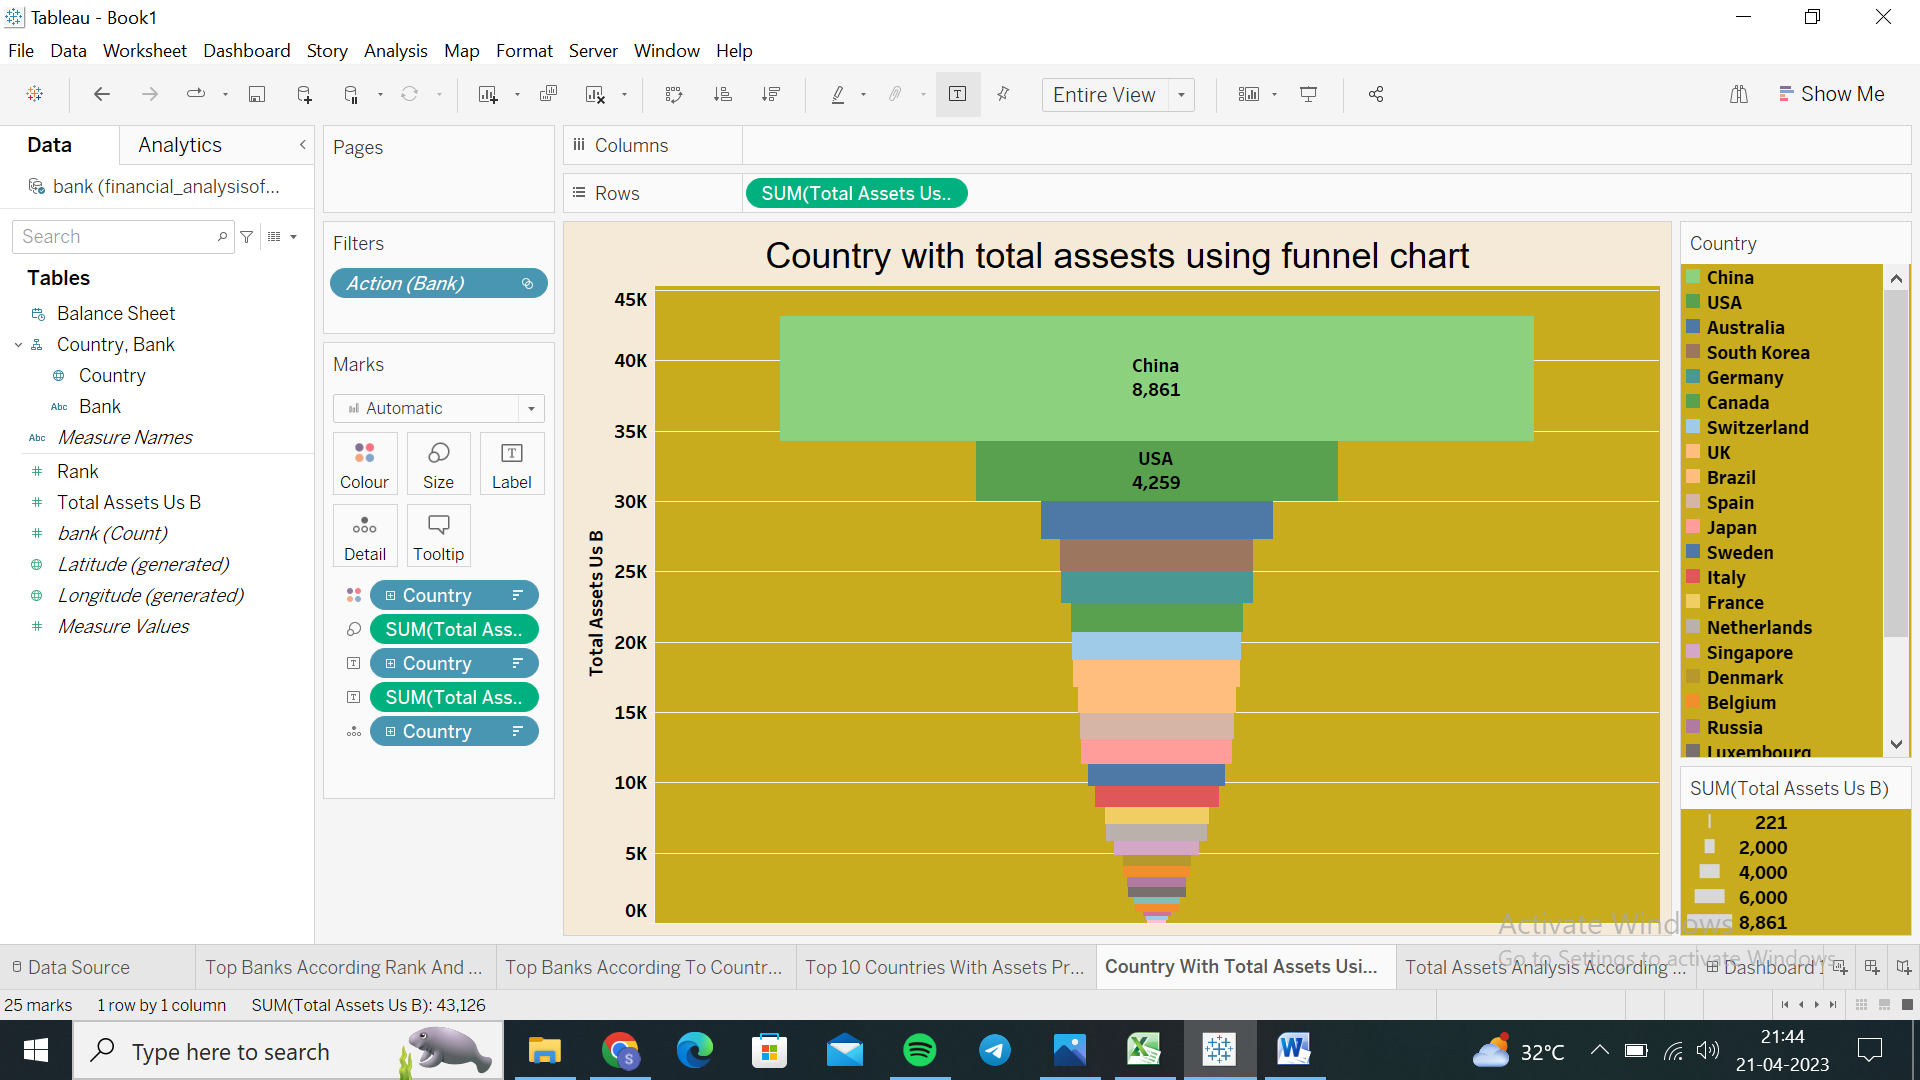 Tableau - Book1
File Data Worksheet Dashboard Story Analysis Map Format Server Window Help
Entire View
Show Me
Data
Analytics
Pages
Columns
bank (financial_analysisof...
Rows
SUM(Total Assets Us..
Search
Filters
Action (Bank)
Tables
Balance Sheet
Country, Bank
Country
Abc Bank
Abc Measure Names
Rank
Total Assets Us B
bank (Count)
Latitude (generated)
Longitude (generated)
Measure Values
Marks
Automatic
Colour
Size
Label
Detail
Tooltip
Country
SUM(Total Ass..
Country
SUM(Total Ass..
Country
Country with total assests using funnel chart
Total Assets Us B
45K
40K
35K
30K
25K
20K
15K
10K
5K
0K
China
8,861
USA
4,259
Country
China
USA
Australia
South Korea
Germany
Canada
Switzerland
UK
Brazil
Spain
Japan
Sweden
Italy
France
Netherlands
Singapore
Denmark
Belgium
Russia
Luxembourg
SUM(Total Assets Us B)
221
2,000
4,000
6,000
8,861
Activate Windows
Go to Settings to activate Windows.
Data Source
Top Banks According Rank And ...
Top Banks According To Countr...
Top 10 Countries With Assets Pr...
Country With Total Assets Usi...
Total Assets Analysis According ...
Dashboard 1
25 marks 1 row by 1 column SUM(Total Assets Us B): 43,126
Type here to search
S
32°C
21:44
21-04-2023